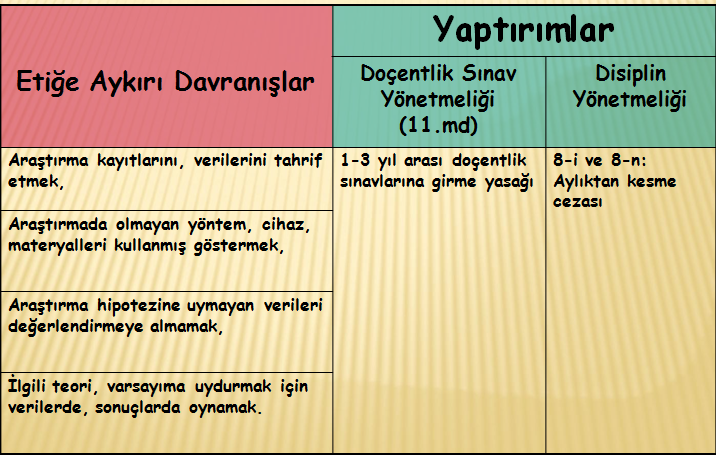 Etiğe Aykırı Davranışlar
Yaptırımlar
Doçentlik Sınav
Yönetmeliği
(11.md)
Disiplin
Yönetmeliği
Araştırma kayıtlarını, verilerini tahrif
etmek,
1-3 yıl arası doçentlik
sınavlarına girme yasağı
8-i ve 8-n:
Aylıktan kesme
cezası
Araştırmada olmayan yöntem, cihaz,
materyalleri kullanmış göstermek,
Araştırma hipotezine uymayan verileri
değerlendirmeye almamak,
İlgili teori, varsayıma uydurmak için
verilerde, sonuçlarda oynamak.